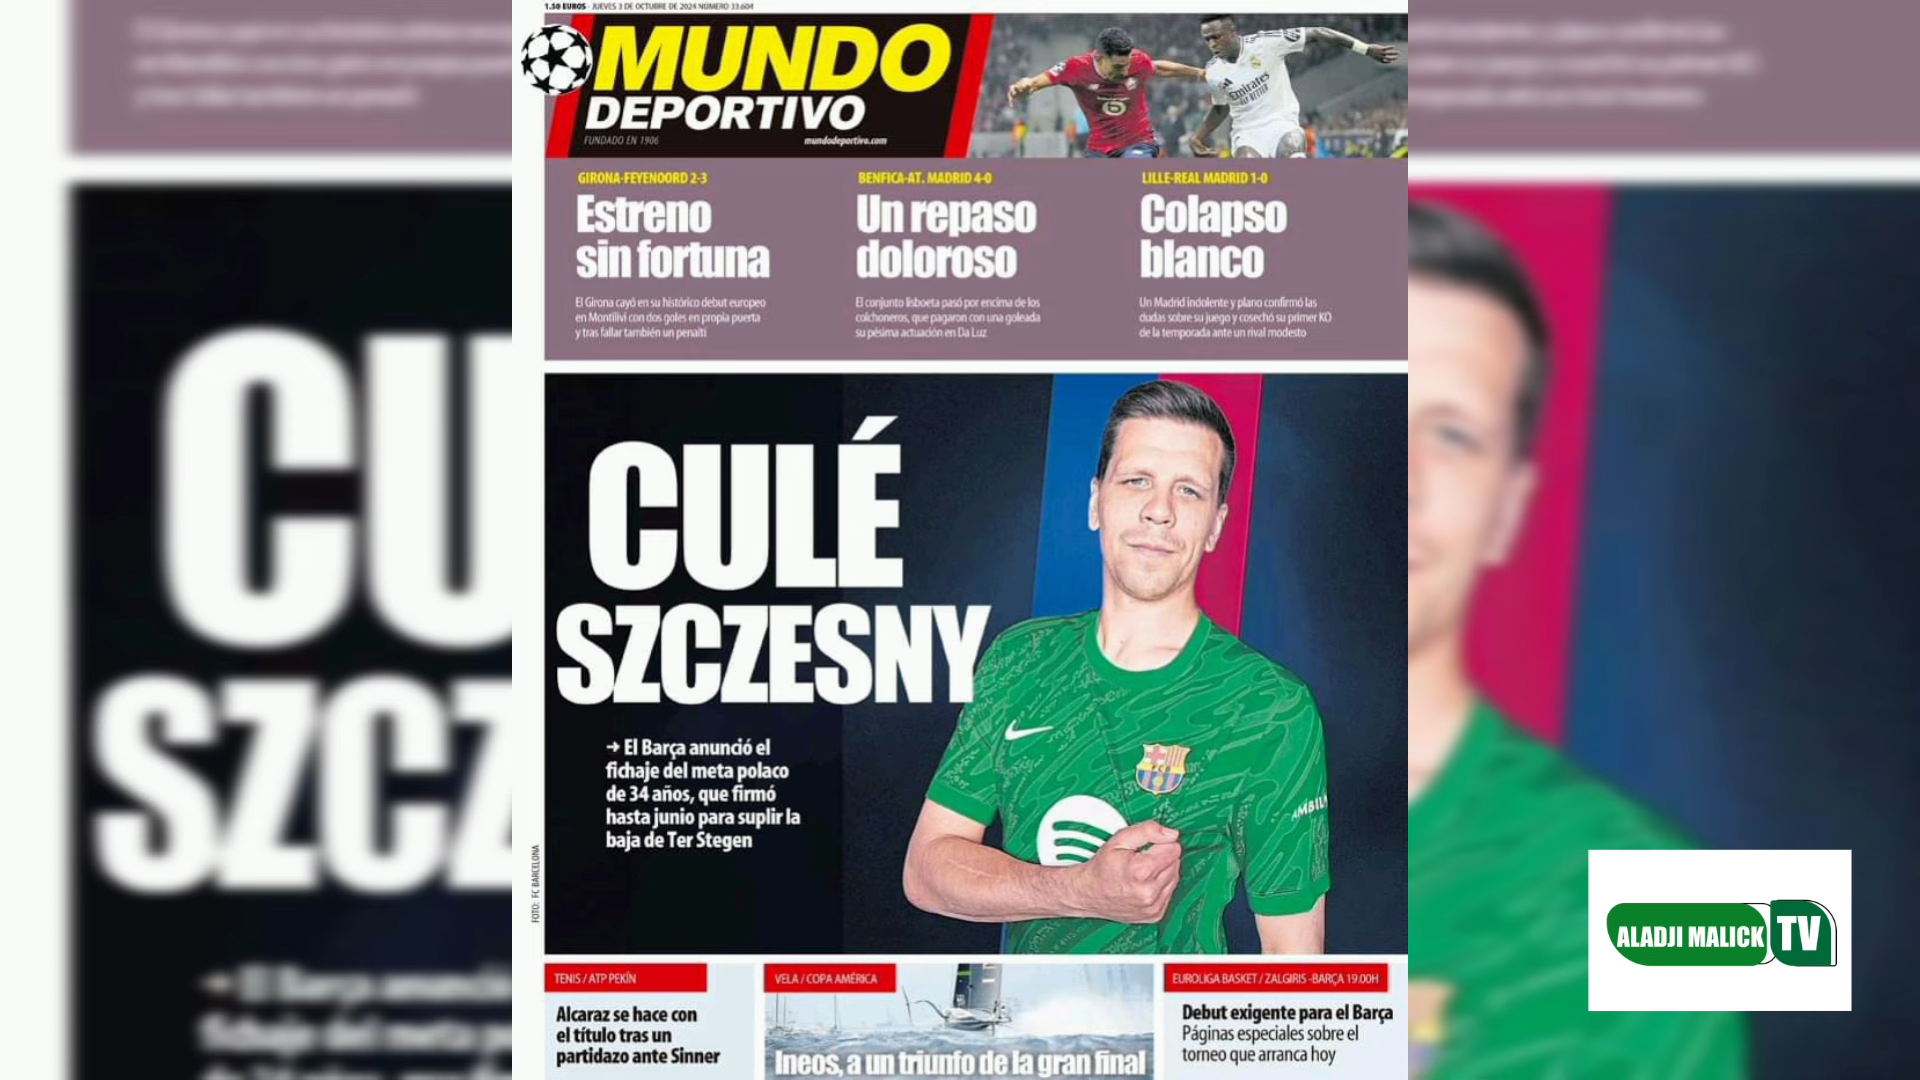 1.50 EUROS - JUEVES 3 DE OCTUBRE DE 2024 NÚMERO 33.604
MUNDO
DEPORTIVO
FUNDADO EN 1906
mundodeportivo.com
Emirates
FLY BETTER
GIRONA-FEYENOORD 2-3
Estreno
sin fortuna
El Girona cayó en su histórico debut europeo
en Montilivi con dos goles en propia puerta
y tras fallar también un penalti
BENFICA-AT. MADRID 4-0
Un repaso
doloroso
El conjunto lisboeta pasó por encima de los
colchoneros, que pagaron con una goleada
su pésima actuación en Da Luz
LILLE-REAL MADRID 1-0
Colapso
blanco
Un Madrid indolente y plano confirmó las
dudas sobre su juego y cosechó su primer KO
de la temporada ante un rival modesto
CULÉ
SZCZESNY
➔ El Barça anunció el
fichaje del meta polaco
de 34 años, que firmó
hasta junio para suplir la
baja de Ter Stegen
FCB
AMBIL
FOTO: FC BARCELONA
TENIS / ATP PEKÍN
Alcaraz se hace con
el título tras un
partidazo ante Sinner
VELA / COPA AMÉRICA
Ineos, a un triunfo de la gran final
EUROLIGA BASKET / ZALGIRIS -BARÇA 19.00H
Debut exigente para el Barça
Páginas especiales sobre el
torneo que arranca hoy
ALADJI MALICK TV
CU
SZCZ